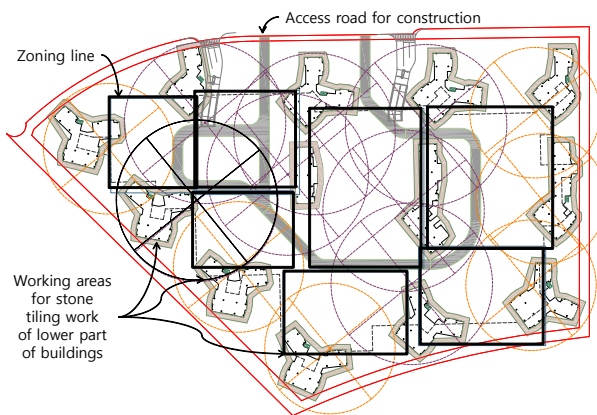 Access road for construction
Zoning line
Working areas
for stone
tiling work
of lower part
of buildings